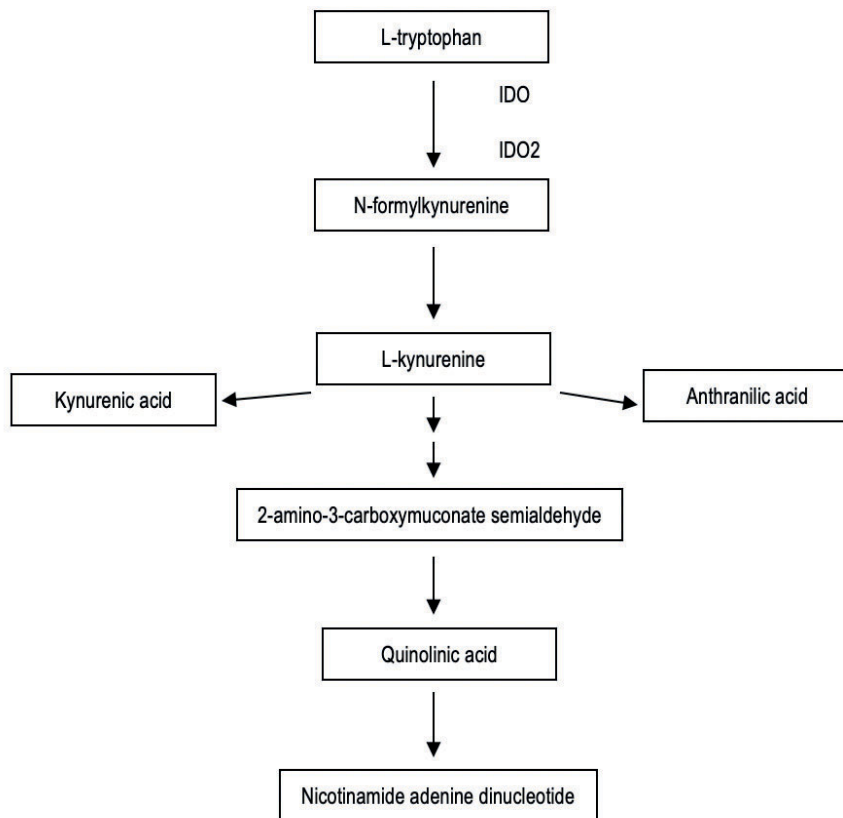 L-tryptophan
IDO
IDO2
N-formylkynurenine
L-kynurenine
Kynurenic acid
Anthranilic acid
2-amino-3-carboxymuconate semialdehyde
Quinolinic acid
Nicotinamide adenine dinucleotide